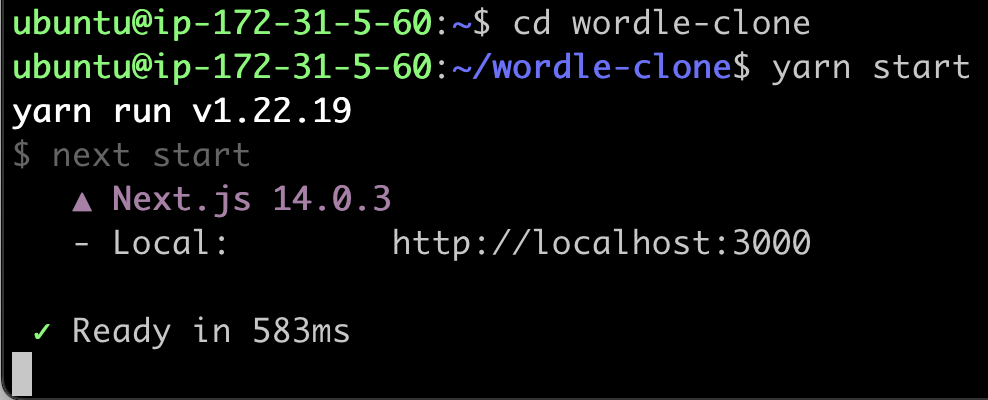 ubuntu@ip-172-31-5-60:~$ cd wordle-clone
ubuntu@ip-172-31-5-60:~/wordle-clone$ yarn start
yarn run v1.22.19
$ next start
▲ Next.js 14.0.3
- Local: http://localhost:3000
✓ Ready in 583ms